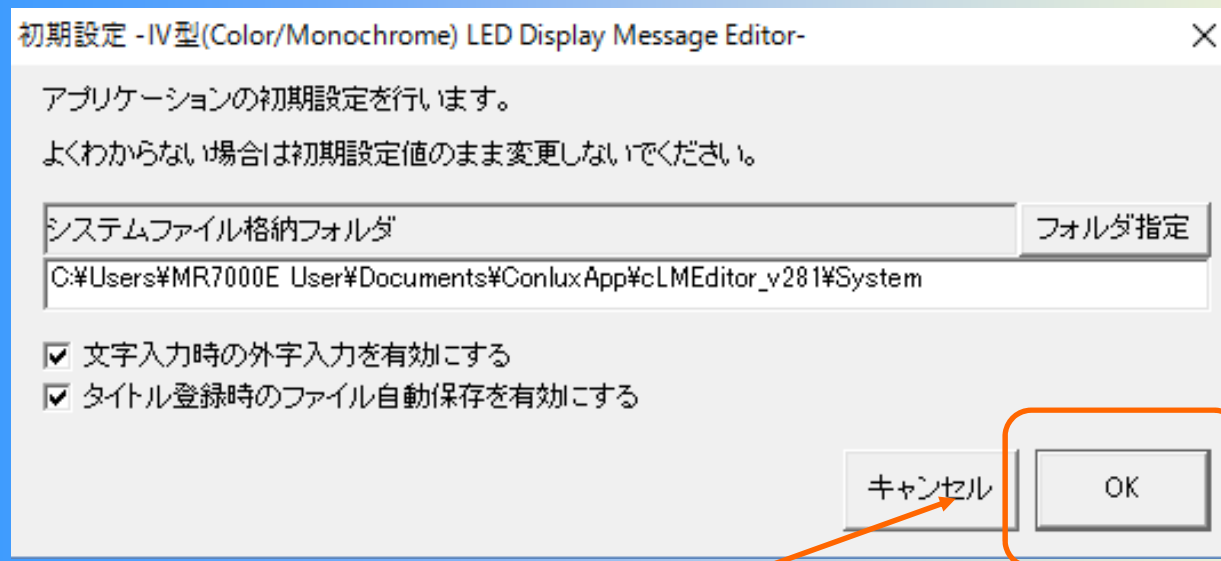 初期設定 -Ⅳ型(Color/Monochrome) LED Display Message Editor-
アプリケーションの初期設定を行います。
よくわからない場合は初期設定値のまま変更しないでください。
システムファイル格納フォルダ
フォルダ指定
C:¥Users¥MR7000E User¥Documents¥ConluxApp¥cLMEditor_v281¥System
文字入力時の外字入力を有効にする
タイトル登録時のファイル自動保存を有効にする
キャンセル
OK